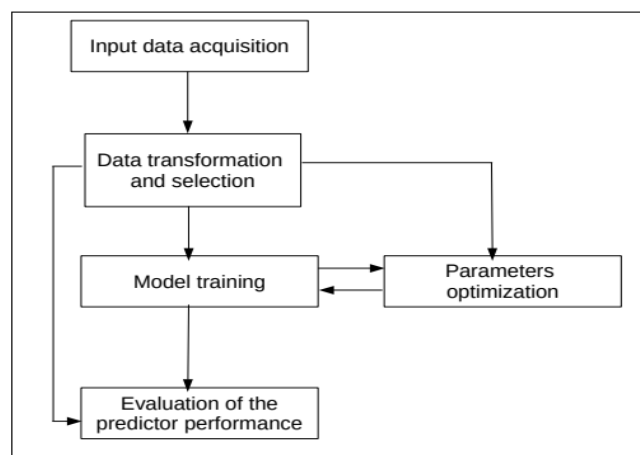 Input data acquisition
Data transformation
and selection
Model training
Parameters
optimization
Evaluation of the
predictor performance